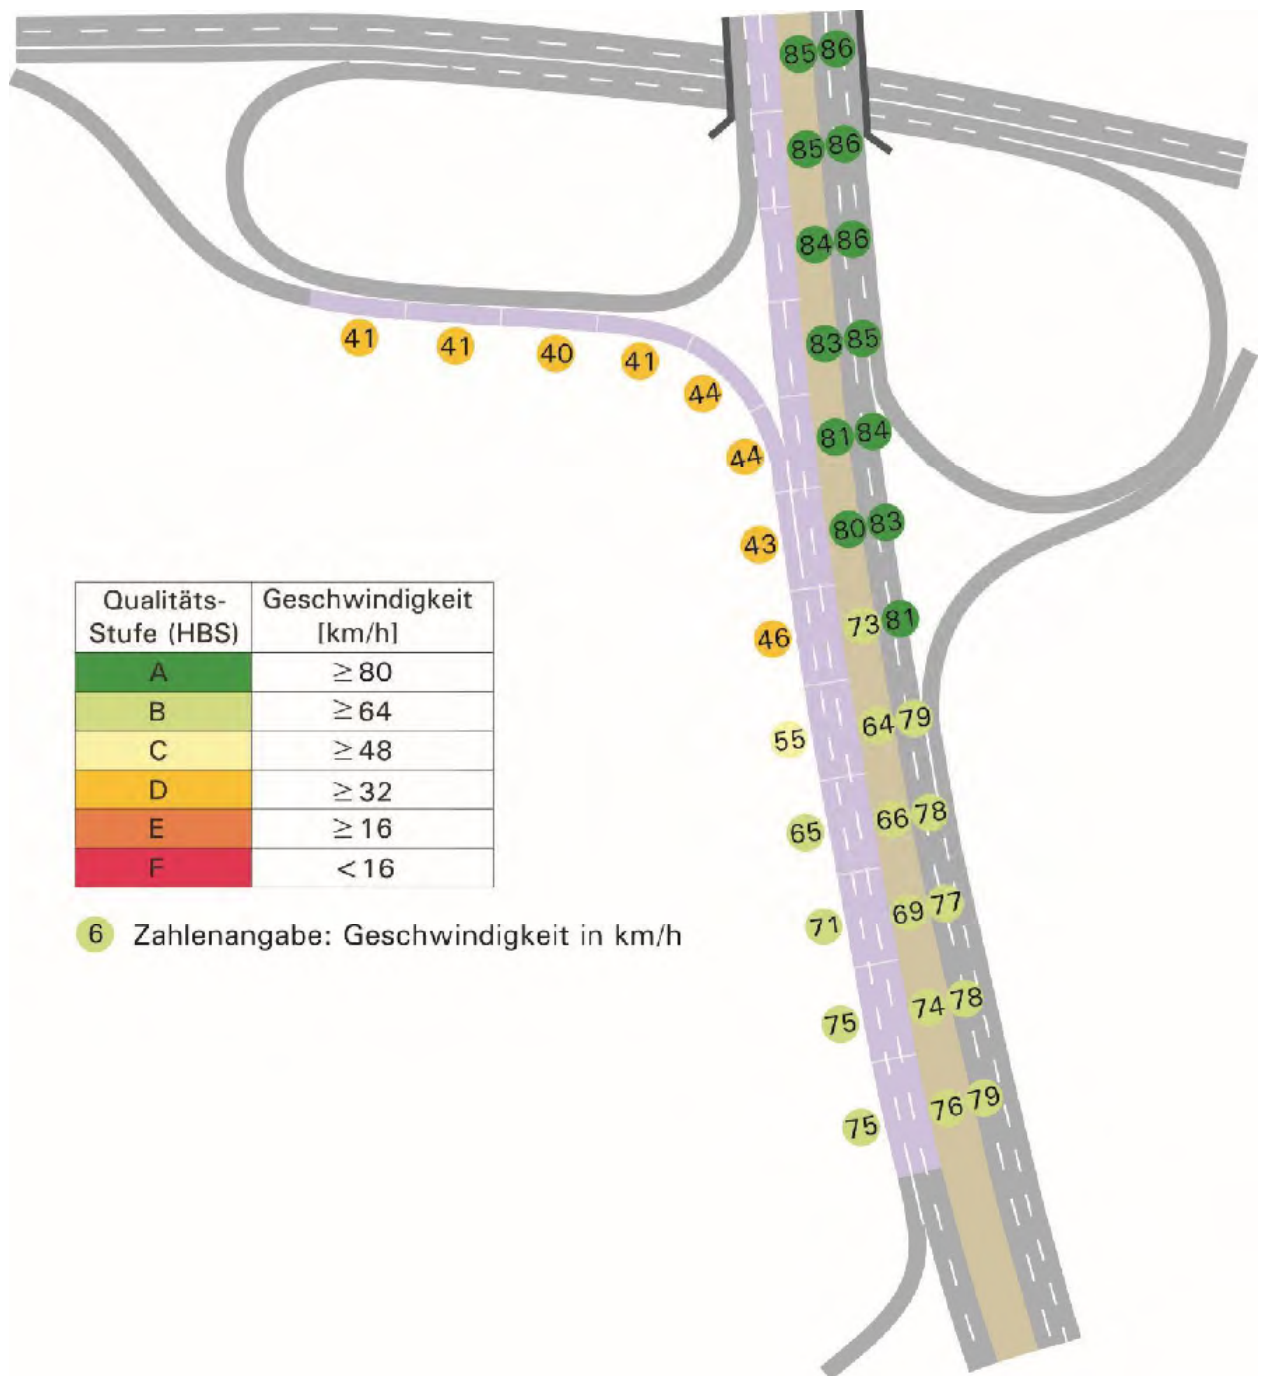 85 86
85 86
84 86
83 85
41
41
40
41
44
81 84
44
80 83
43
73 81
46
64 79
55
66 78
65
69 77
71
74 78
75
76 79
75
Qualitäts-
Stufe (HBS)
Geschwindigkeit
[km/h]
A ≥ 80
B ≥ 64
C ≥ 48
D ≥ 32
E ≥ 16
F < 16
6 Zahlenangabe: Geschwindigkeit in km/h